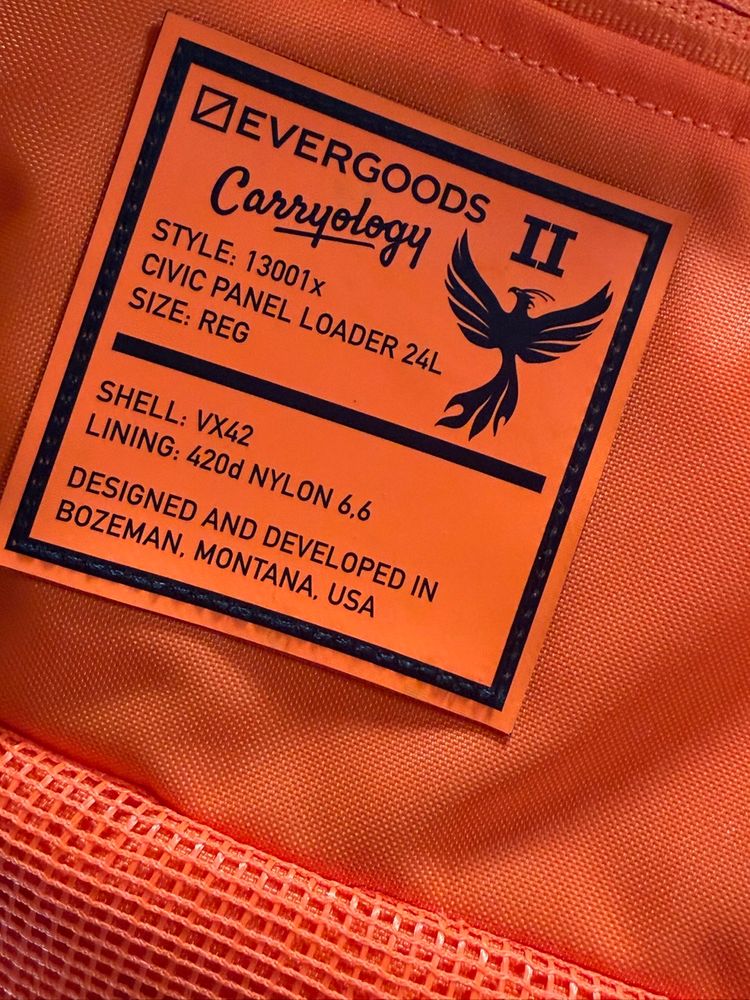 EVERGOODS
Carryology II
STYLE: 13001x
CIVIC PANEL LOADER 24L
SIZE: REG
SHELL: VX42
LINING: 420d NYLON 6,6
DESIGNED AND DEVELOPED IN
BOZEMAN, MONTANA, USA